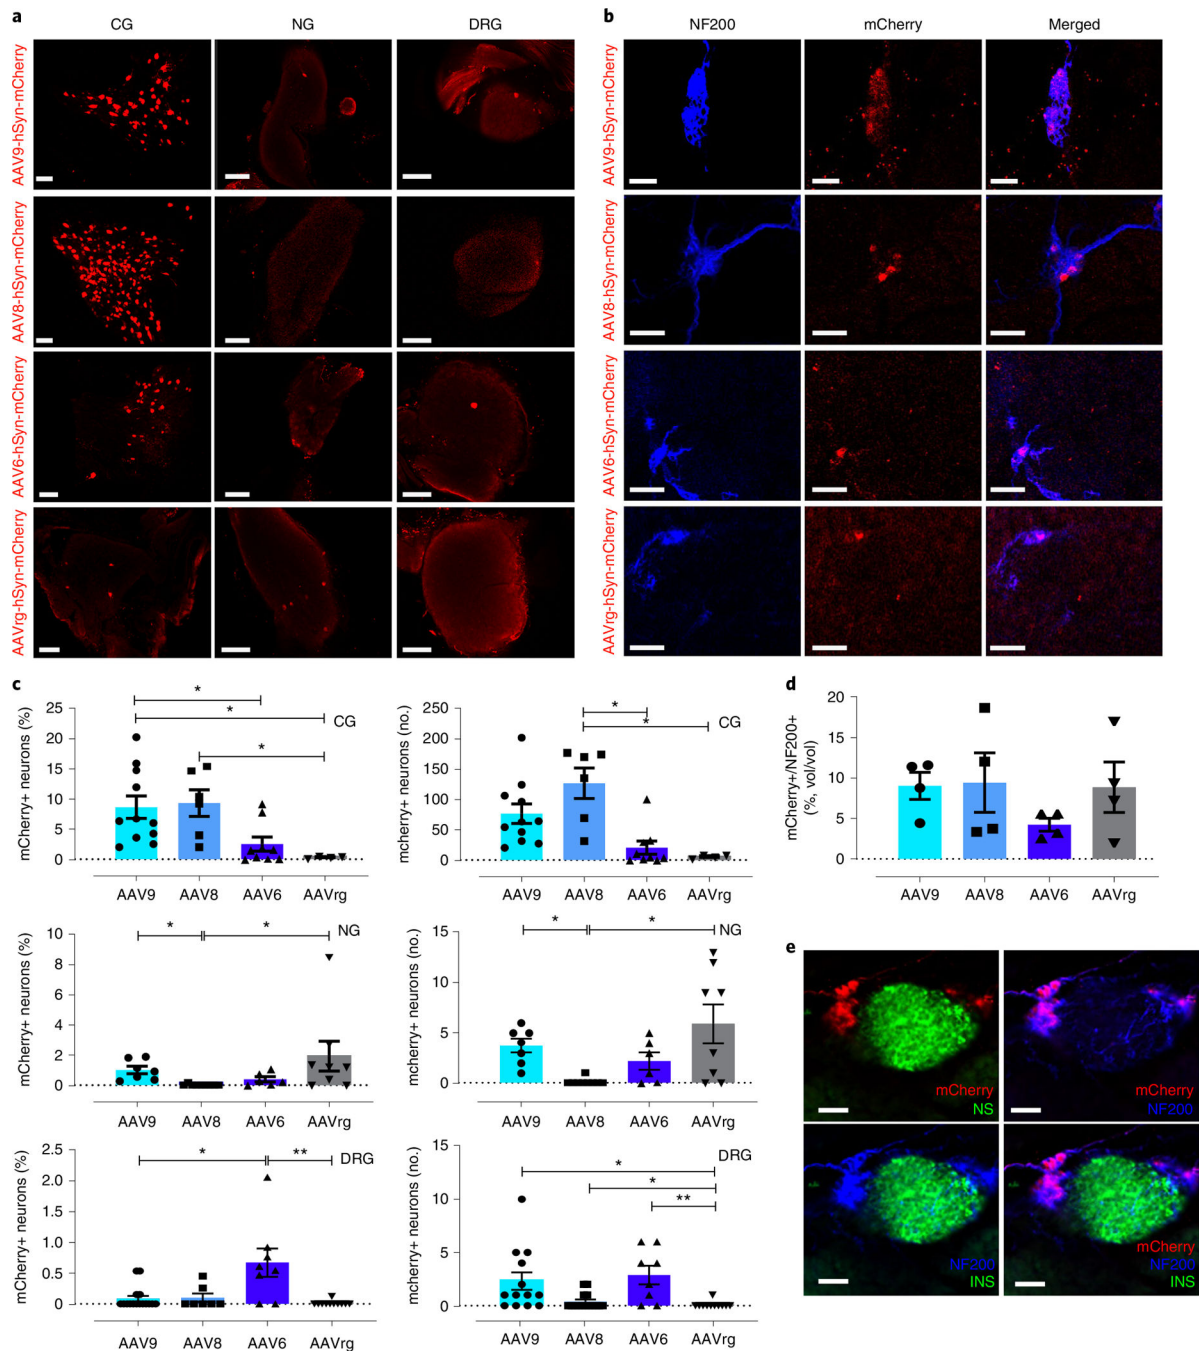 a
CG
NG
DRG
AAV9-hSyn-mCherry
AAV8-hSyn-mCherry
AAV6-hSyn-mCherry
AAVrg-hSyn-mCherry
b
NF200
mCherry
Merged
AAV9-hSyn-mCherry
AAV8-hSyn-mCherry
AAV6-hSyn-mCherry
AAVrg-hSyn-mCherry
c
mCherry+ neurons (%)
25
20
15
10
5
0
*
*
*
CG
AAV9 AAV8 AAV6 AAVrg
mcherry+ neurons (no.)
250
200
150
100
50
0
*
*
CG
AAV9 AAV8 AAV6 AAVrg
mCherry+ neurons (%)
10
8
6
4
2
0
*
*
NG
AAV9 AAV8 AAV6 AAVrg
mcherry+ neurons (no.)
15
10
5
0
*
*
NG
AAV9 AAV8 AAV6 AAVrg
mCherry+ neurons (%)
2.5
2.0
1.5
1.0
0.5
0
*
**
DRG
AAV9 AAV8 AAV6 AAVrg
mcherry+ neurons (no.)
15
10
5
0
*
*
**
DRG
AAV9 AAV8 AAV6 AAVrg
d
mCherry+/NF200+
(%, vol/vol)
20
15
10
5
0
AAV9 AAV8 AAV6 AAVrg
e
mCherry
NS
mCherry
NF200
NF200
INS
mCherry
NF200
INS